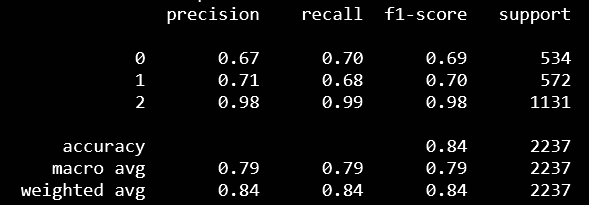 precision recall f1-score support
0 0.67 0.70 0.69 534
1 0.71 0.68 0.70 572
2 0.98 0.99 0.98 1131
accuracy 0.84 2237
macro avg 0.79 0.79 0.79 2237
weighted avg 0.84 0.84 0.84 2237